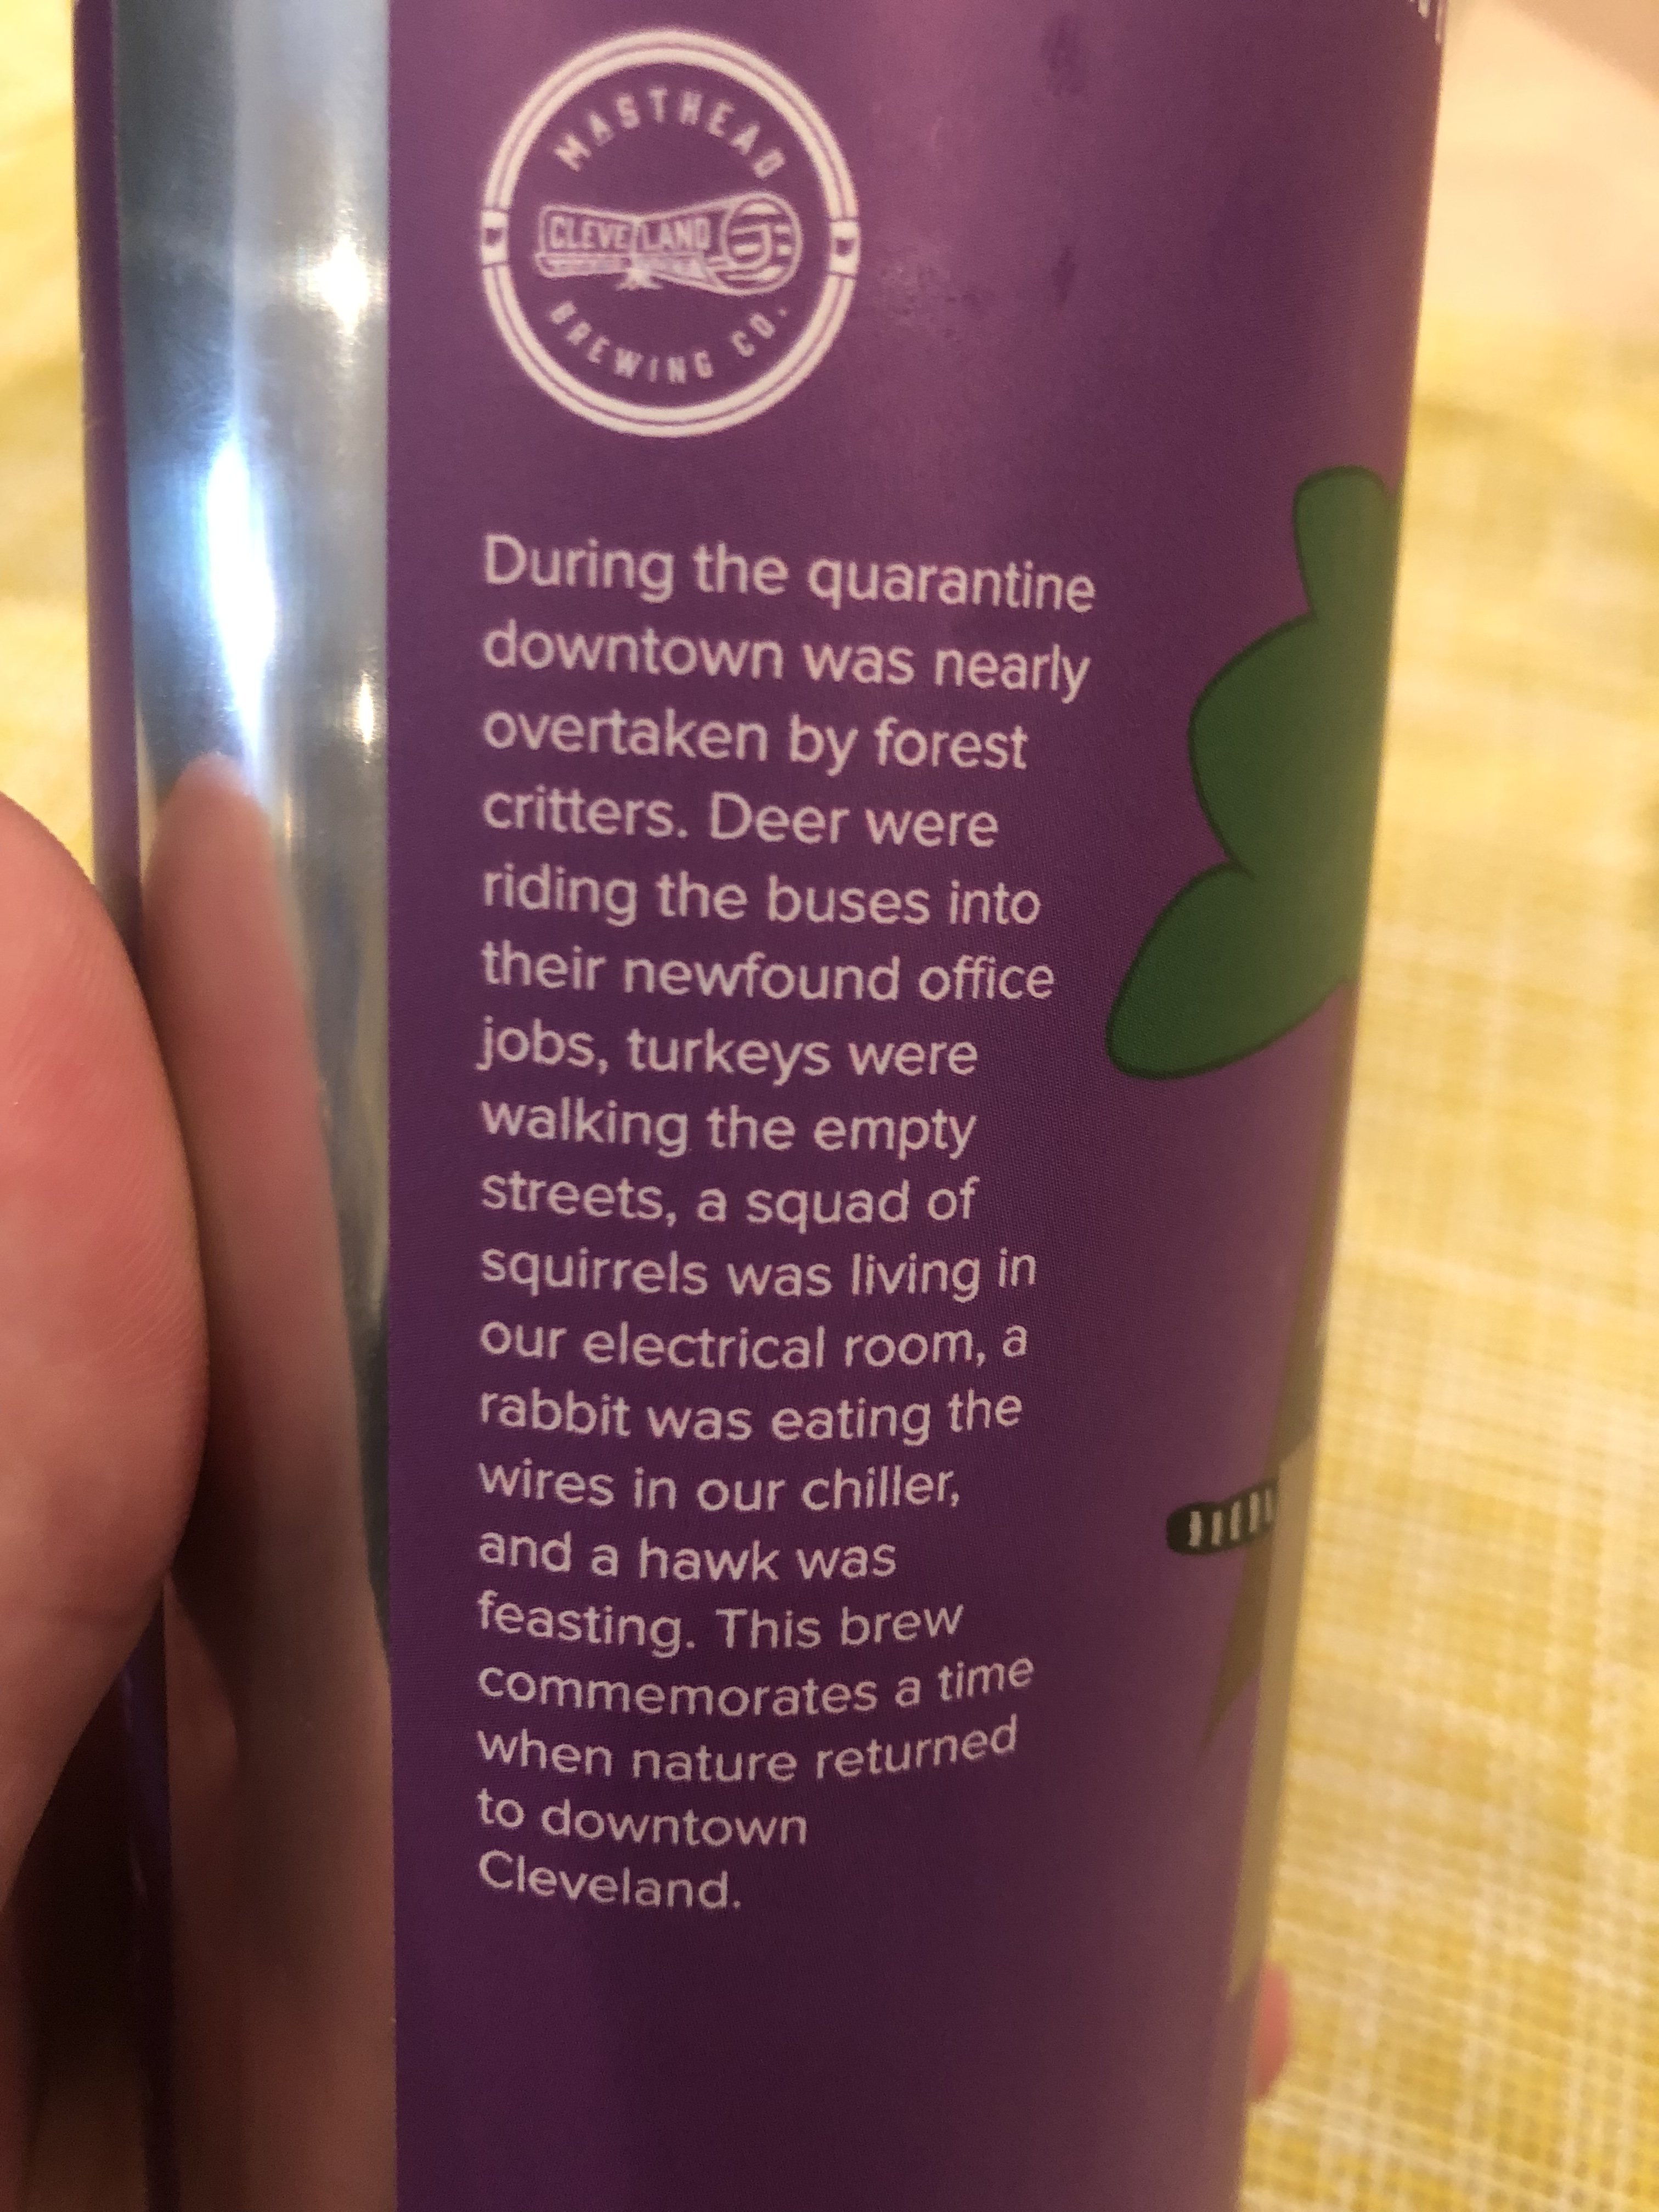 MASTHEAD
CLEVELAND
BREWING CO.
During the quarantine
downtown was nearly
overtaken by forest
critters. Deer were
riding the buses into
their newfound office
jobs, turkeys were
walking the empty
streets, a squad of
squirrels was living in
our electrical room, a
rabbit was eating the
wires in our chiller,
and a hawk was
feasting. This brew
commemorates a time
when nature returned
to downtown
Cleveland.